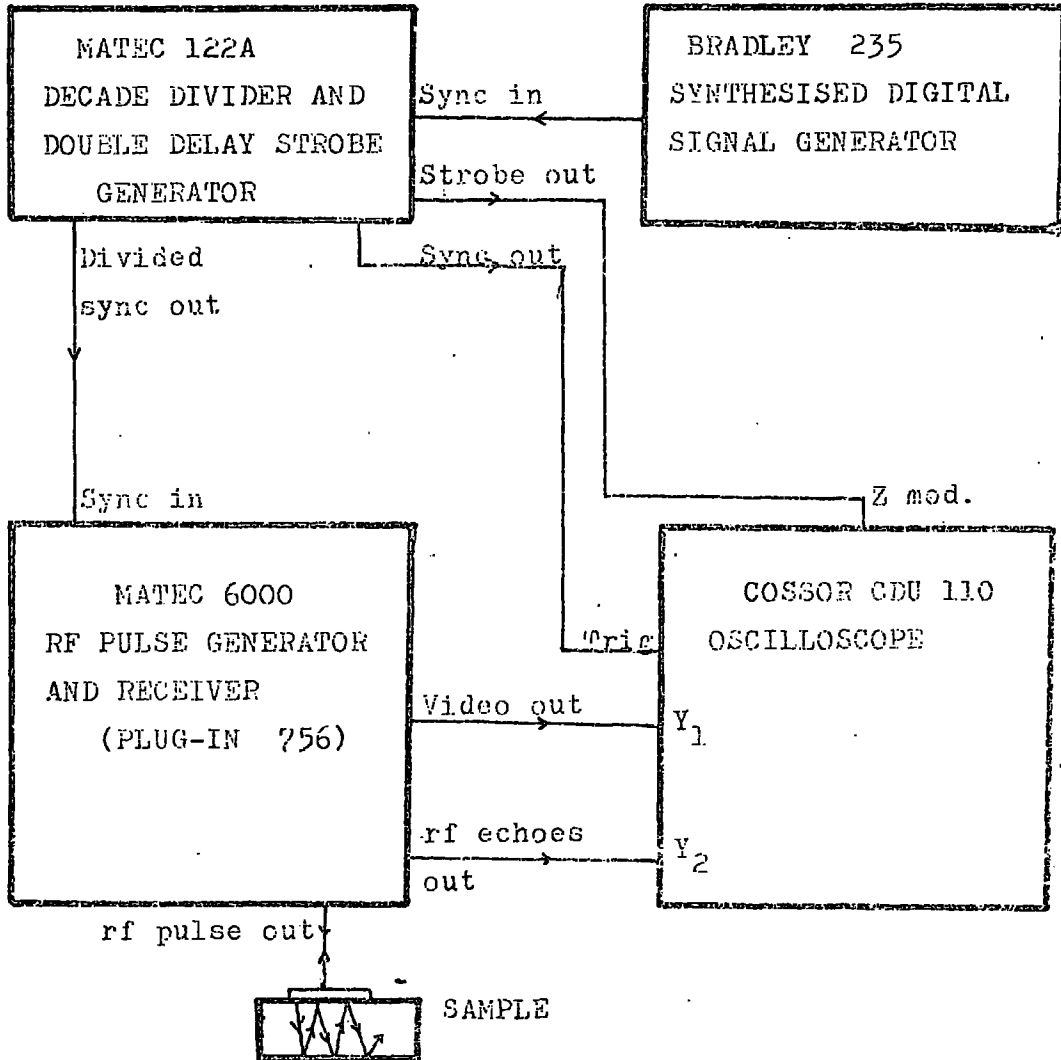 MATEC 122A
DECADE DIVIDER AND
DOUBLE DELAY STROBE
GENERATOR
BRADLEY 235
SYNTHESISED DIGITAL
SIGNAL GENERATOR
Sync in
Strobe out
Sync out
Divided
sync out
Sync in
Z mod.
MATEC 6000
RF PULSE GENERATOR
AND RECEIVER
(PLUG-IN 756)
COSSOR CDU 110
OSCILLOSCOPE
Trig
Video out
Y1
rf echoes
out
Y2
rf pulse out
SAMPLE